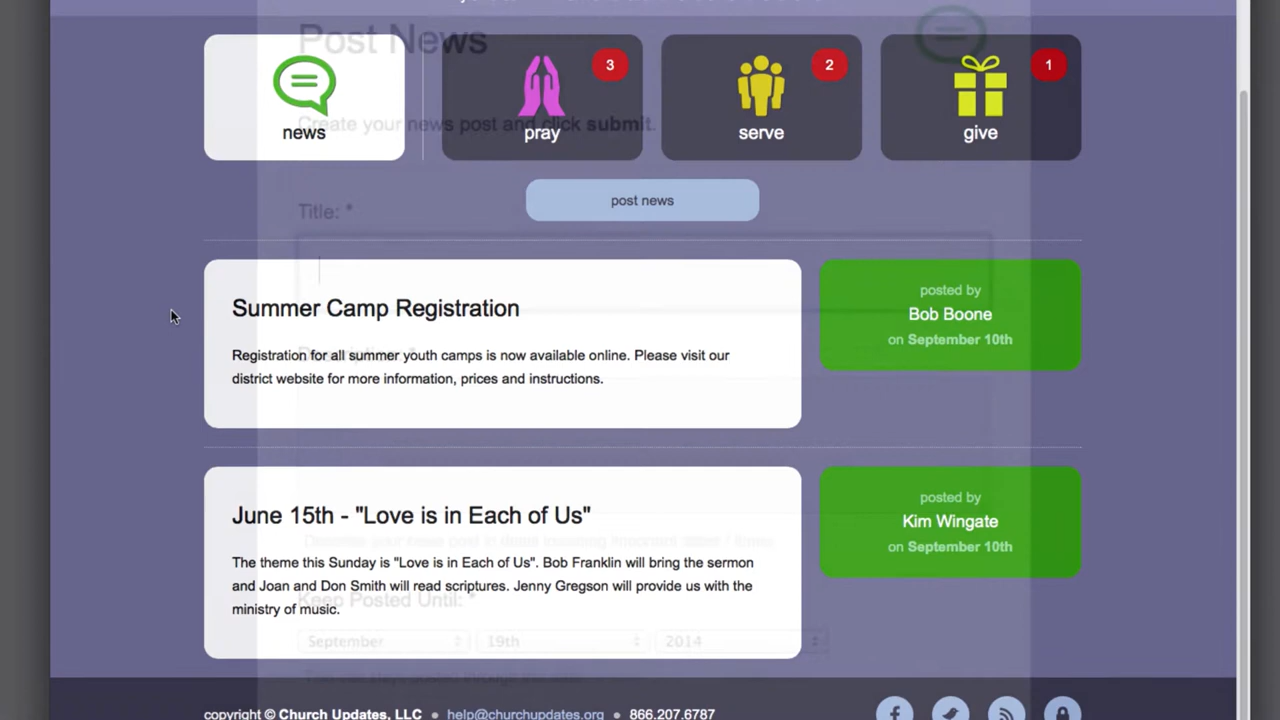 Post News
3
2
1
news
pray
serve
give
Create your news post and click submit.
post news
Title: *
Summer Camp Registration
Registration for all summer youth camps is now available online. Please visit our
district website for more information, prices and instructions.
posted by
Bob Boone
on September 10th
June 15th - "Love is in Each of Us"
The theme this Sunday is "Love is in Each of Us". Bob Franklin will bring the sermon
and Joan and Don Smith will read scriptures. Jenny Gregson will provide us with the
ministry of music.
posted by
Kim Wingate
on September 10th
Keep Posted Until: *
September
19th
2014
copyright © Church Updates, LLC • help@churchupdates.org • 866.207.6787